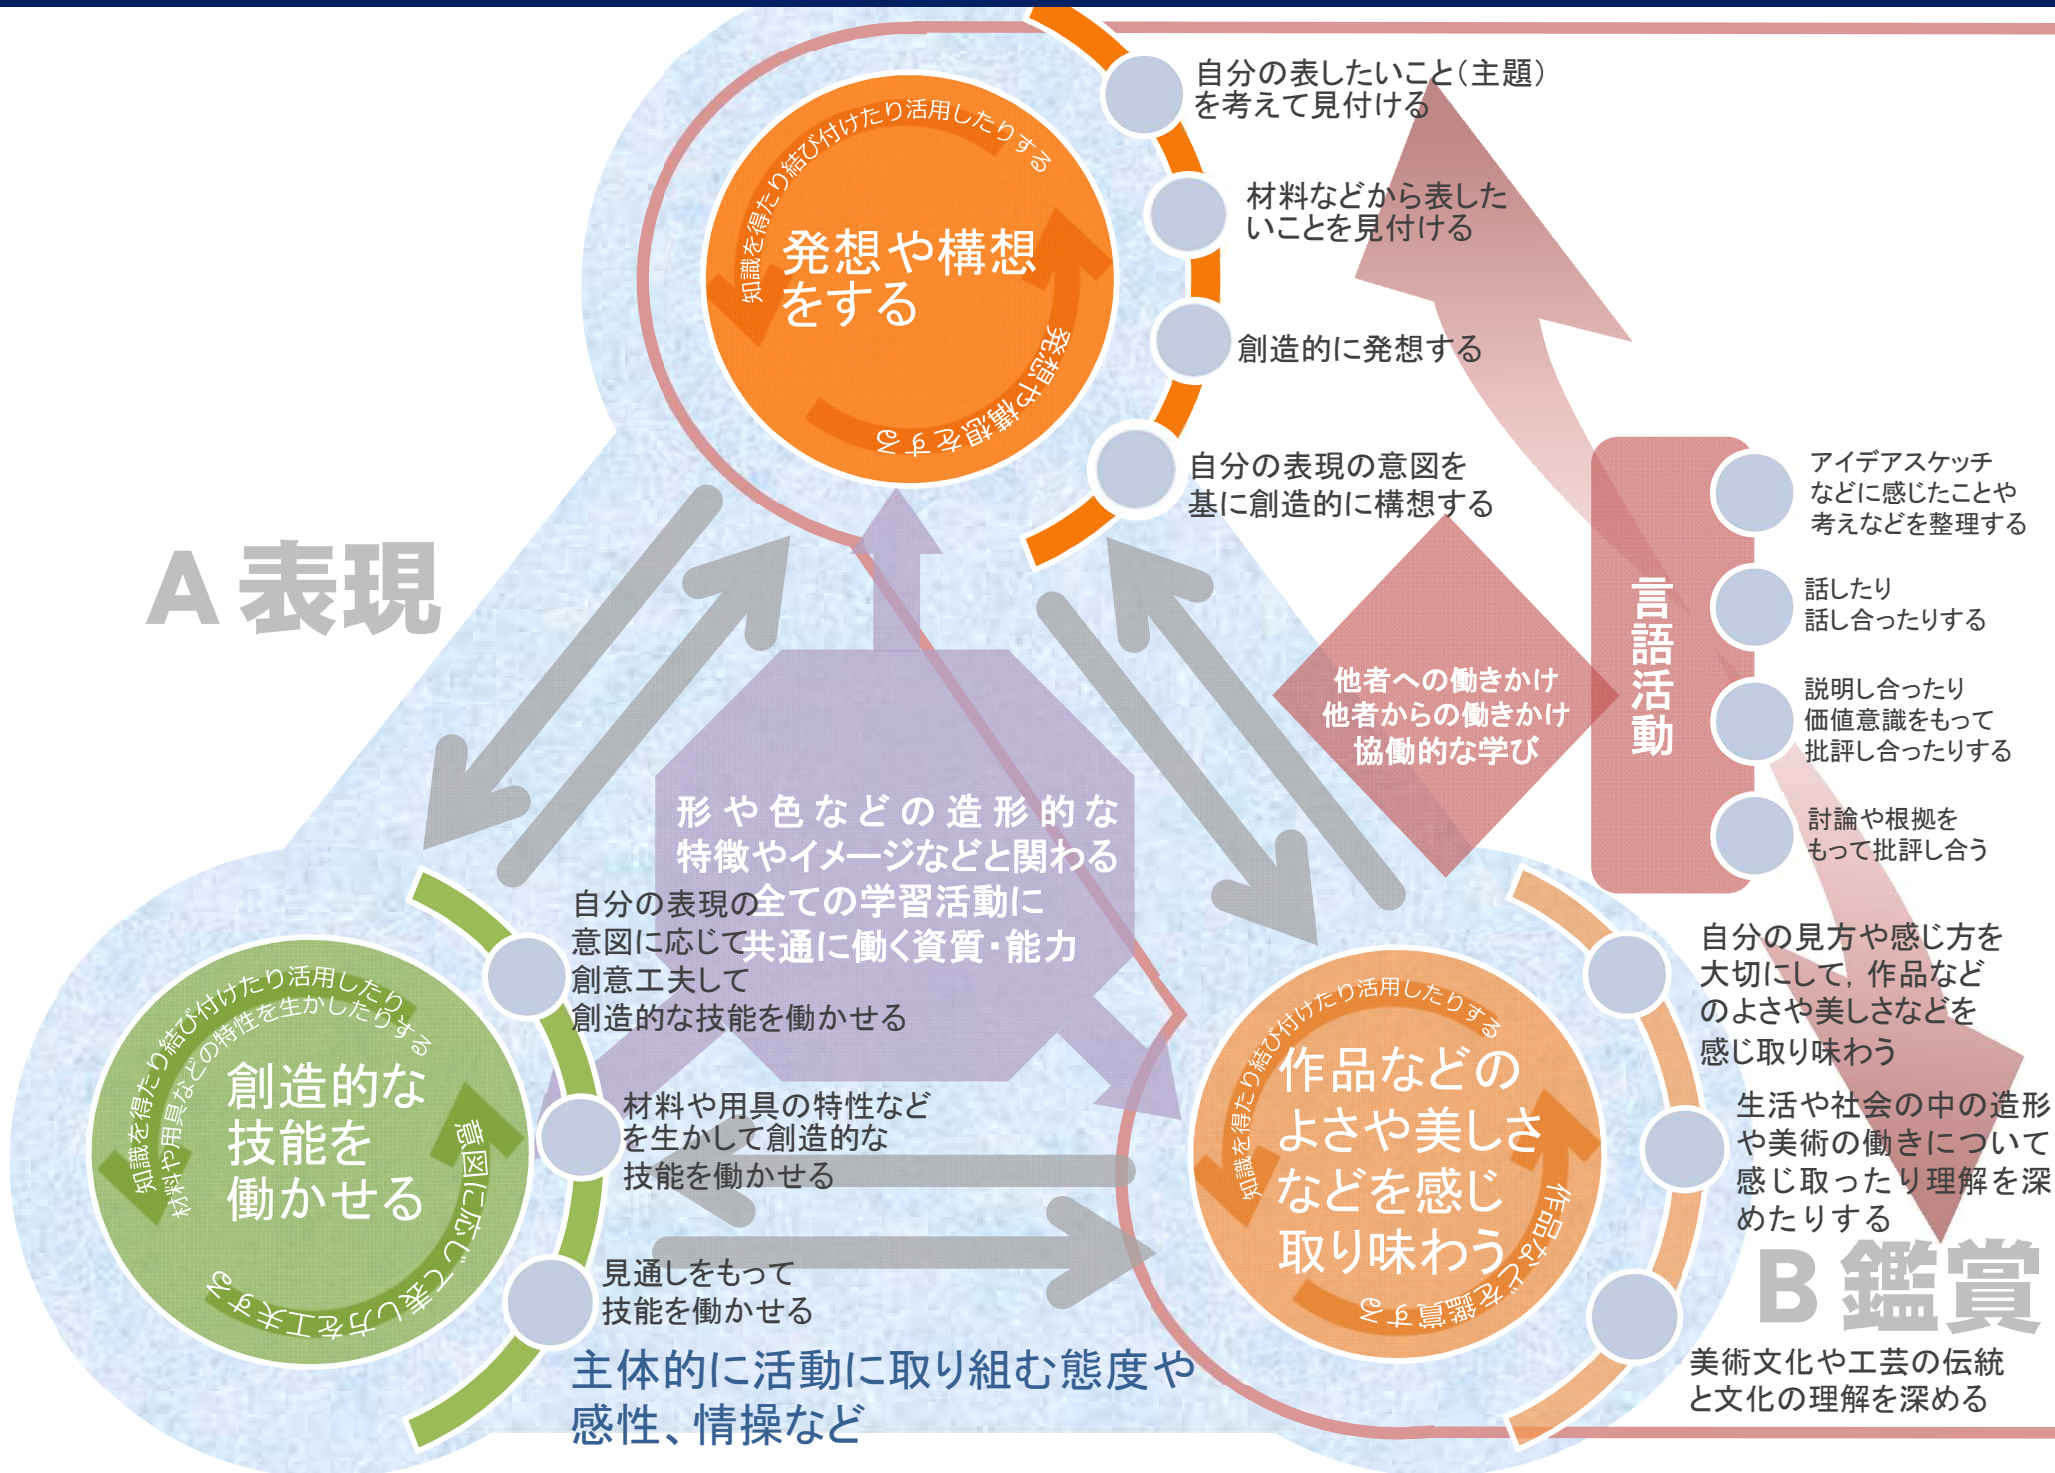 自分の表したいこと（主題）
を考えて見付ける
知識を得たり結び付けたり活用したりする
発想や構想
をする
発想や構想をする
材料などから表した
いことを見付ける
創造的に発想する
自分の表現の意図を
基に創造的に構想する
A 表現
言語活動
アイデアスケッチ
などに感じたことや
考えなどを整理する
話したり
話し合ったりする
説明し合ったり
価値意識をもって
批評し合ったりする
討論や根拠を
もって批評し合う
他者への働きかけ
他者からの働きかけ
協働的な学び
形や色などの造形的な
特徴やイメージなどと関わる
全ての学習活動に
共通に働く資質・能力
知識を得たり結び付けたり活用したり
材料や用具などの特性を生かしたりする
創造的な
技能を
働かせる
意図に応じて表し方を工夫する
自分の表現の
意図に応じて
創意工夫して
創造的な技能を働かせる
材料や用具の特性など
を生かして創造的な
技能を働かせる
見通しをもって
技能を働かせる
知識を得たり結び付けたり活用したりする
作品などの
よさや美しさ
などを感じ
取り味わう
作品などを鑑賞する
自分の見方や感じ方を
大切にして，作品など
のよさや美しさなどを
感じ取り味わう
生活や社会の中の造形
や美術の働きについて
感じ取ったり理解を深
めたりする
B 鑑賞
美術文化や工芸の伝統
と文化の理解を深める
主体的に活動に取り組む態度や
感性、情操など